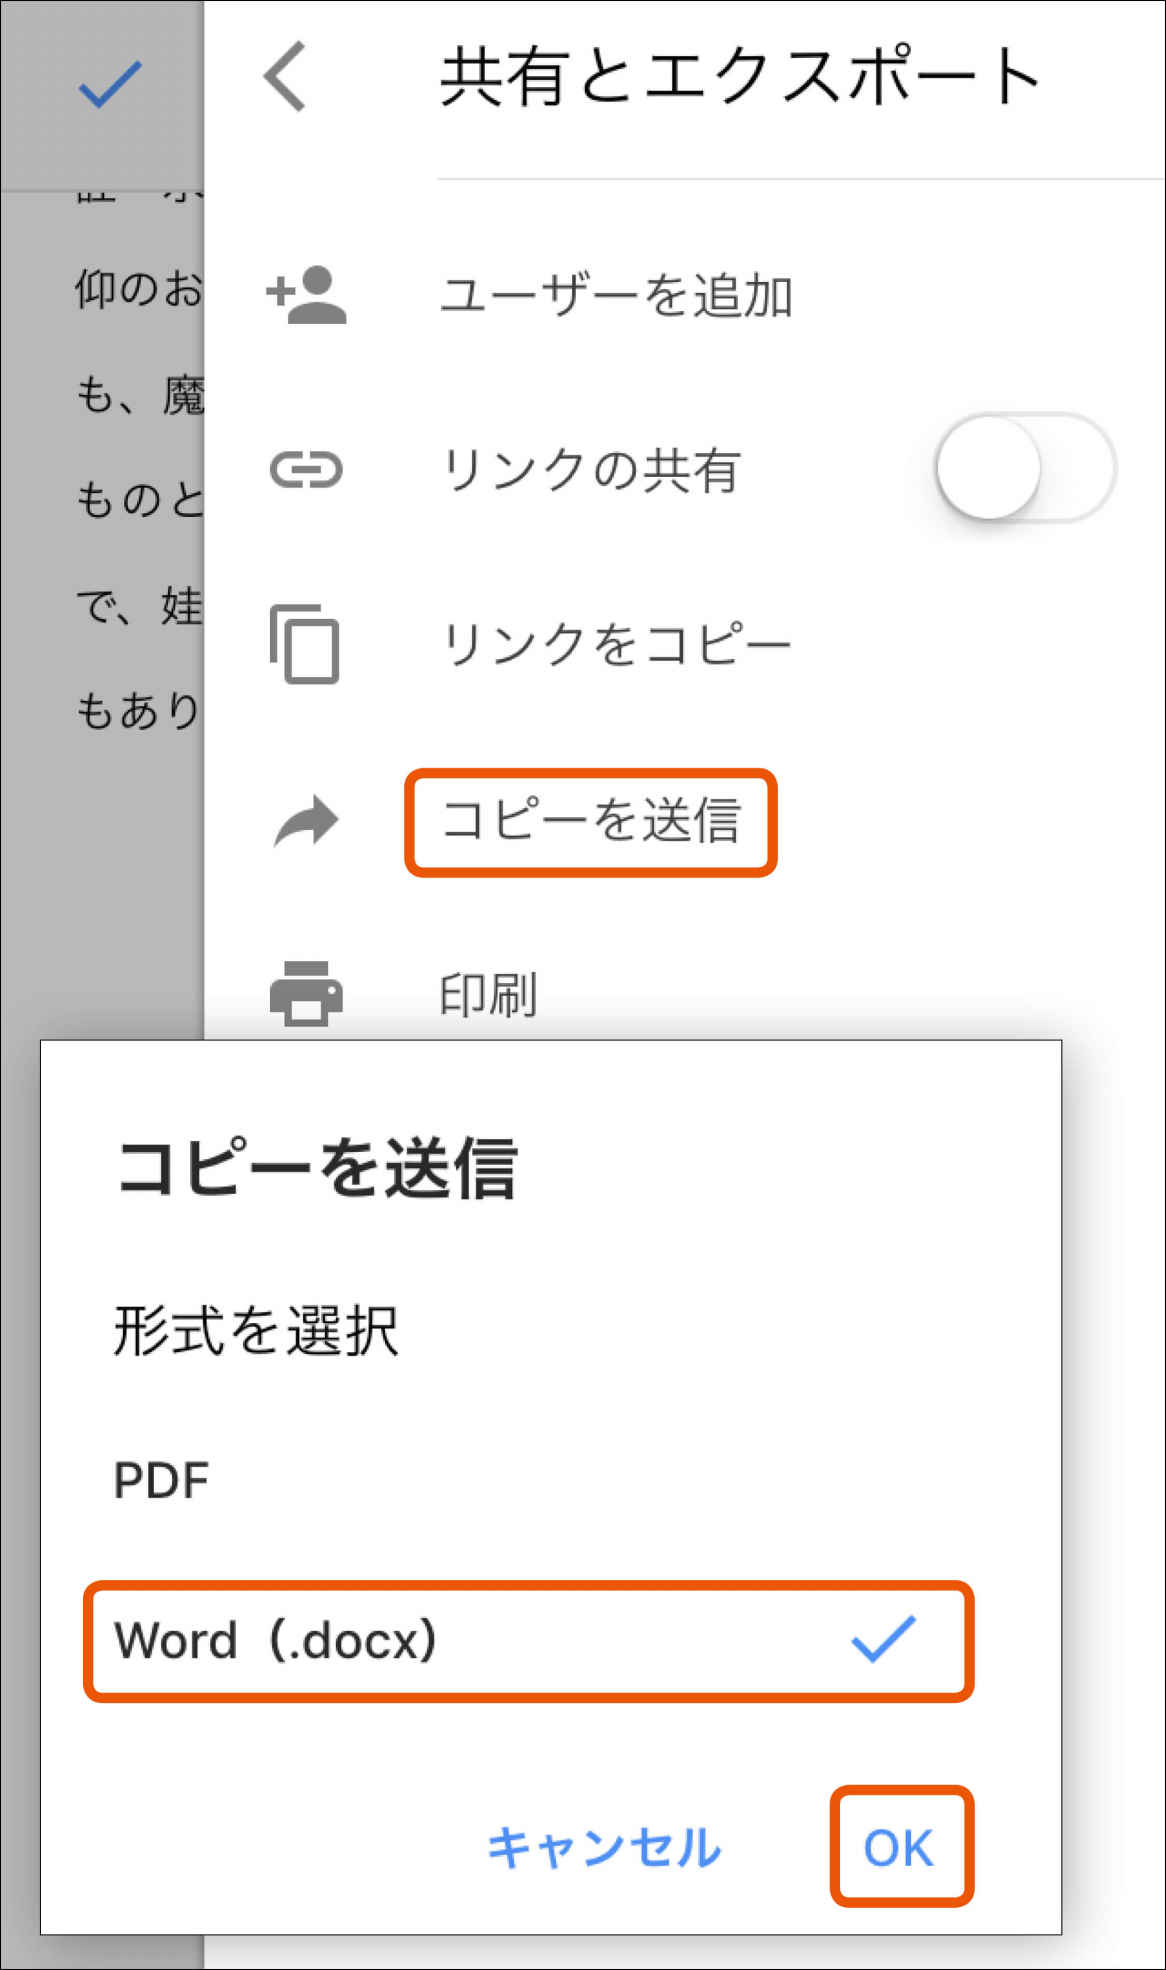 共有とエクスポート
仰のお
も、魔
ものと
で、娃
もあり
ユーザーを追加
リンクの共有
リンクをコピー
コピーを送信
印刷
コピーを送信
形式を選択
PDF
Word（.docx）
キャンセル
OK